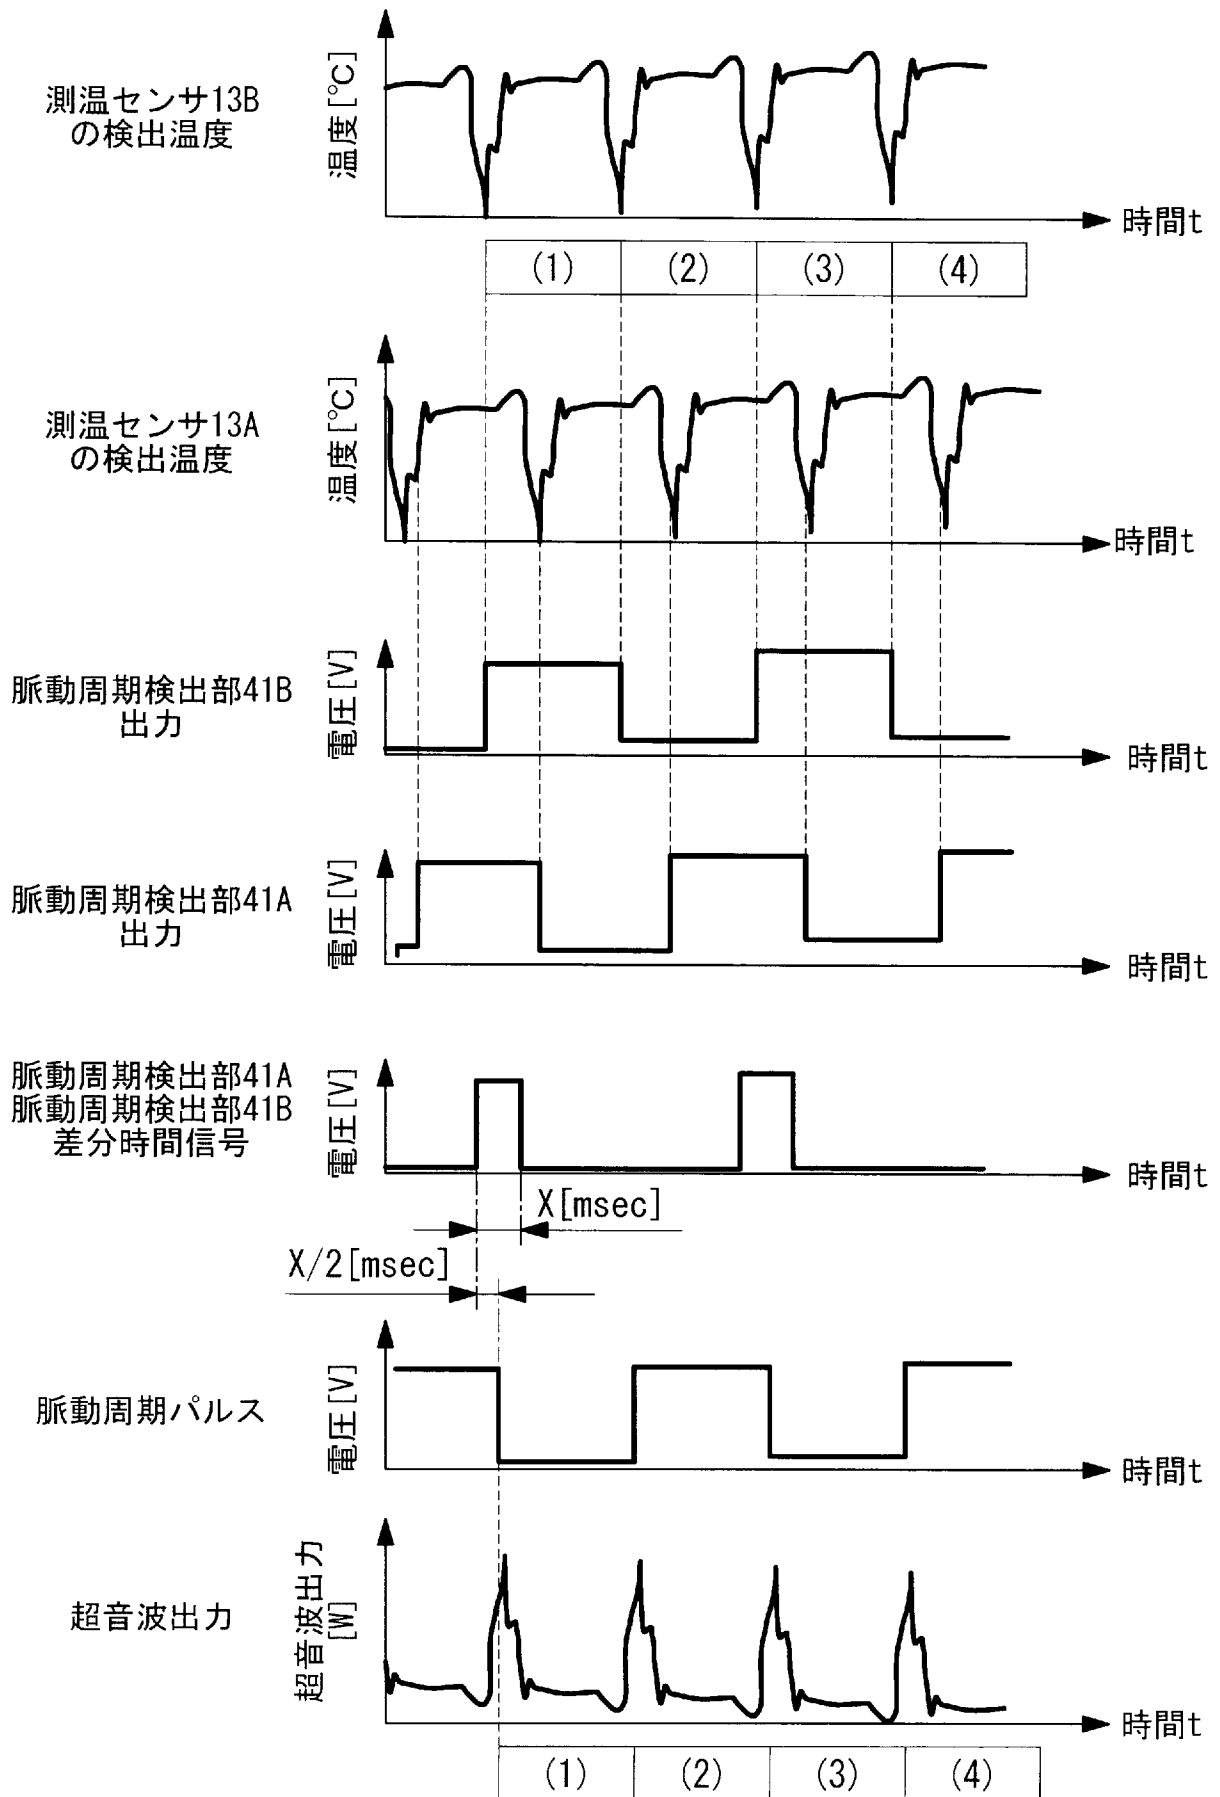 測温センサ13B
の検出温度
温度[℃]
時間t
(1) (2) (3) (4)
測温センサ13A
の検出温度
温度[℃]
時間t
脈動周期検出部41B
出力
電圧[V]
時間t
脈動周期検出部41A
出力
電圧[V]
時間t
脈動周期検出部41A
脈動周期検出部41B
差分時間信号
電圧[V]
時間t
X[msec]
X/2[msec]
脈動周期パルス
電圧[V]
時間t
超音波出力
超音波出力
[W]
時間t
(1) (2) (3) (4)